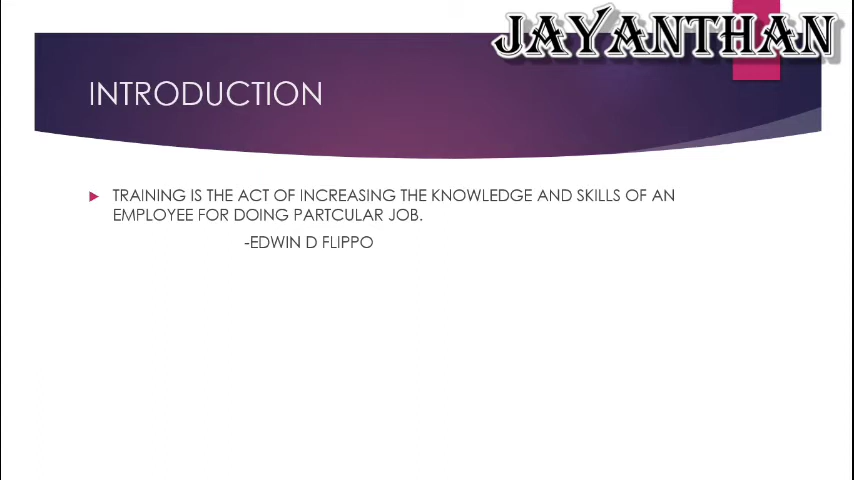 JAYANTHAN
INTRODUCTION
TRAINING IS THE ACT OF INCREASING THE KNOWLEDGE AND SKILLS OF AN
EMPLOYEE FOR DOING PARTCULAR JOB.
-EDWIN D FLIPPO